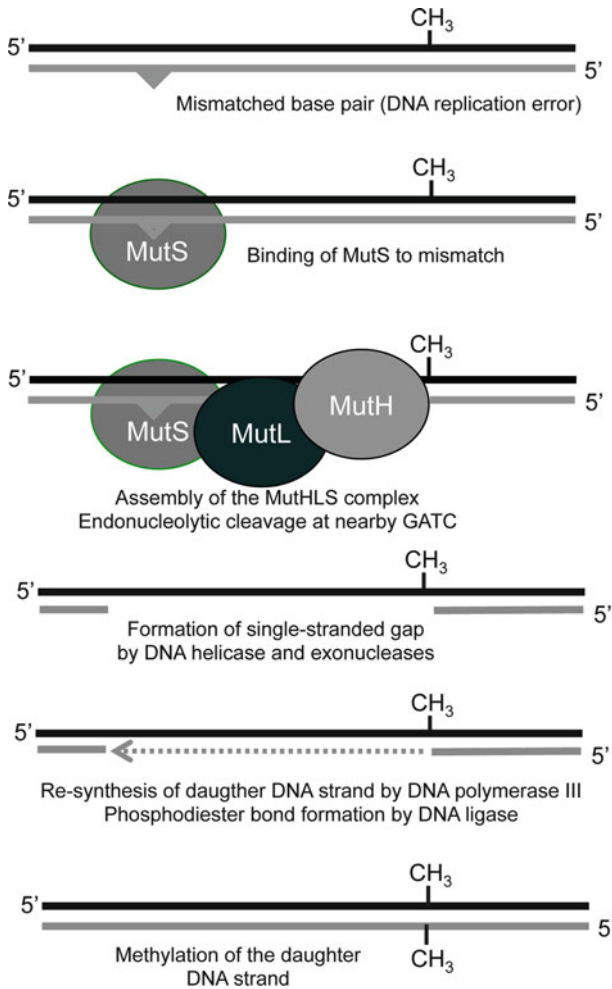 CH3
5’
5’
Mismatched base pair (DNA replication error)
CH3
5’
5’
MutS
Binding of MutS to mismatch
CH3
5’
5’
MutS
MutL
MutH
Assembly of the MutHLS complex
Endonucleolytic cleavage at nearby GATC
CH3
5’
5’
Formation of single-stranded gap
by DNA helicase and exonucleases
CH3
5’
5’
Re-synthesis of daugther DNA strand by DNA polymerase III
Phosphodiester bond formation by DNA ligase
CH3
5’
5
Methylation of the daughter
DNA strand
CH3